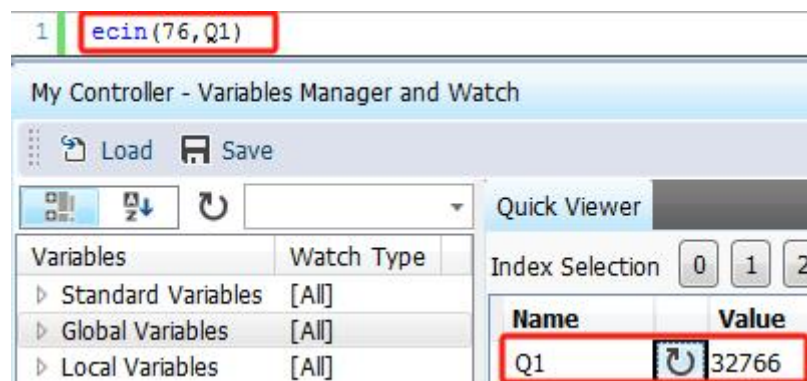 1 ecin(76,Q1)
My Controller - Variables Manager and Watch
Load Save
Quick Viewer
Variables Watch Type
Index Selection 0 1 2
Standard Variables [All]
Name Value
Global Variables [All]
Q1 32766
Local Variables [All]